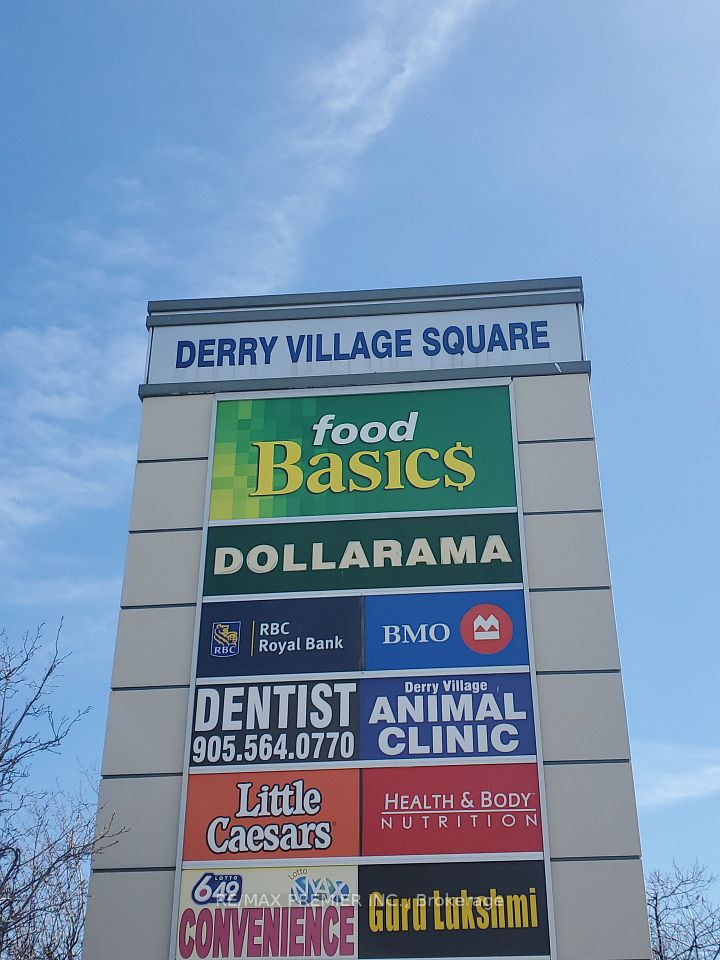 DERRY VILLAGE SQUARE
food
Basic$
DOLLARAMA
RBC
RBC
Royal Bank
BMO
DENTIST
905.564.0770
Derry Village
ANIMAL
CLINIC
Little
Caesars
HEALTH & BODY
NUTRITION
LOTTO
649
Lotto
MAX
CONVENIENCE
Guru Lukshmi
RE/MAX PREMIER INC., Brokerage